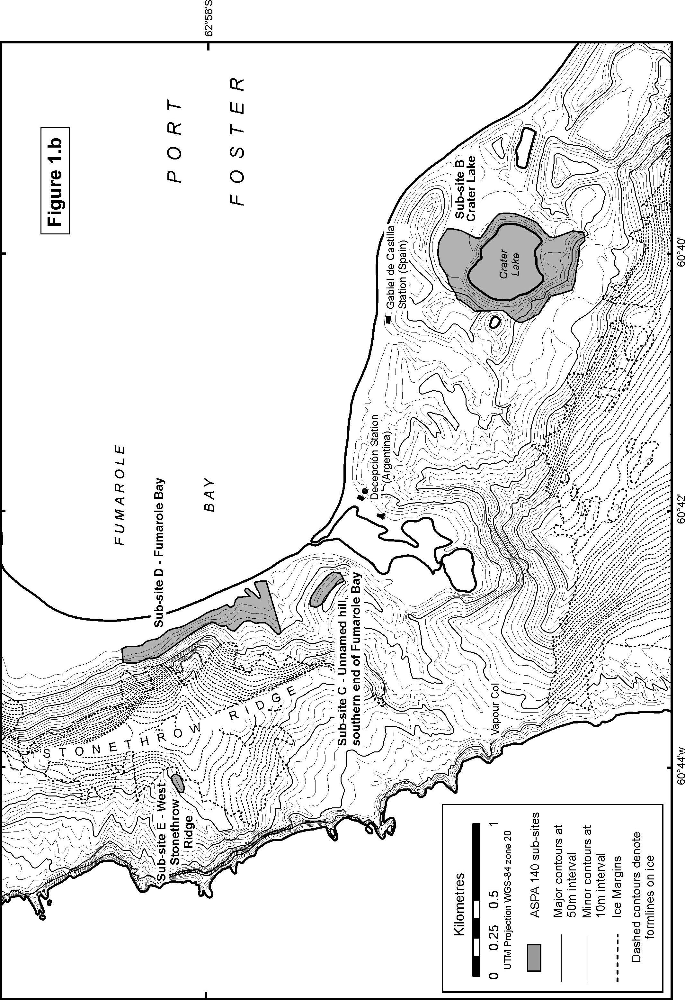 Figure 1.b
62°58'S
PORT
FOSTER
FUMAROLE
BAY
Sub-site D - Fumarole Bay
Sub-site B
Crater Lake
Crater
Lake
Gabiel de Castilla
Station (Spain)
Decepción Station
(Argentina)
Sub-site C - Unnamed hill,
southern end of Fumarole Bay
STONETHROW RIDGE
Sub-site E - West
Stonethrow
Ridge
Vapour Col
60°44'W
60°42'
60°40'
Kilometres
0 0.25 0.5 1
UTM Projection WGS-84 zone 20
ASPA 140 sub-sites
Major contours at
50m interval
Minor contours at
10m interval
Ice Margins
Dashed contours denote
formlines on ice